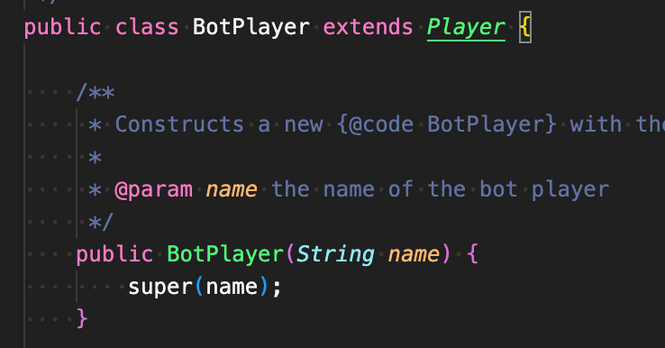 public class BotPlayer extends Player {
/**
* Constructs a new {@code BotPlayer} with the
*
* @param name the name of the bot player
*/
public BotPlayer(String name) {
super(name);
}